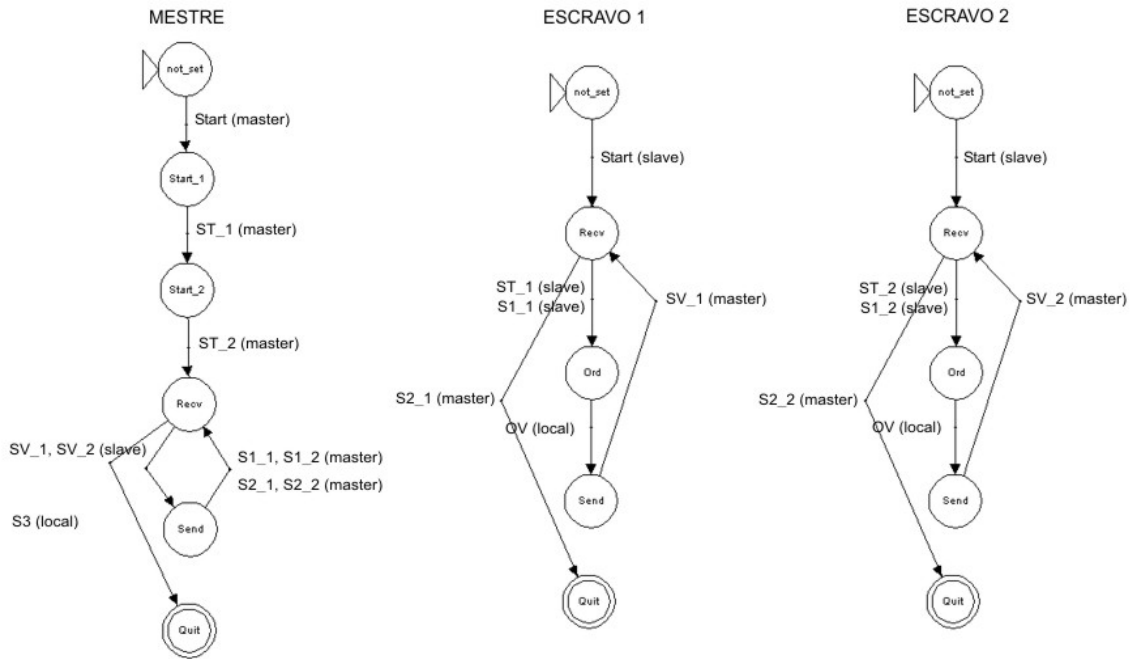 MESTRE
not_set
Start (master)
Start_1
ST_1 (master)
Start_2
ST_2 (master)
Recv
SV_1, SV_2 (slave)
S1_1, S1_2 (master)
S2_1, S2_2 (master)
S3 (local)
Send
Quit
ESCRAVO 1
not_set
Start (slave)
Recv
ST_1 (slave)
S1_1 (slave)
SV_1 (master)
Ord
S2_1 (master)
OV (local)
Send
Quit
ESCRAVO 2
not_set
Start (slave)
Recv
ST_2 (slave)
S1_2 (slave)
SV_2 (master)
Ord
S2_2 (master)
OV (local)
Send
Quit